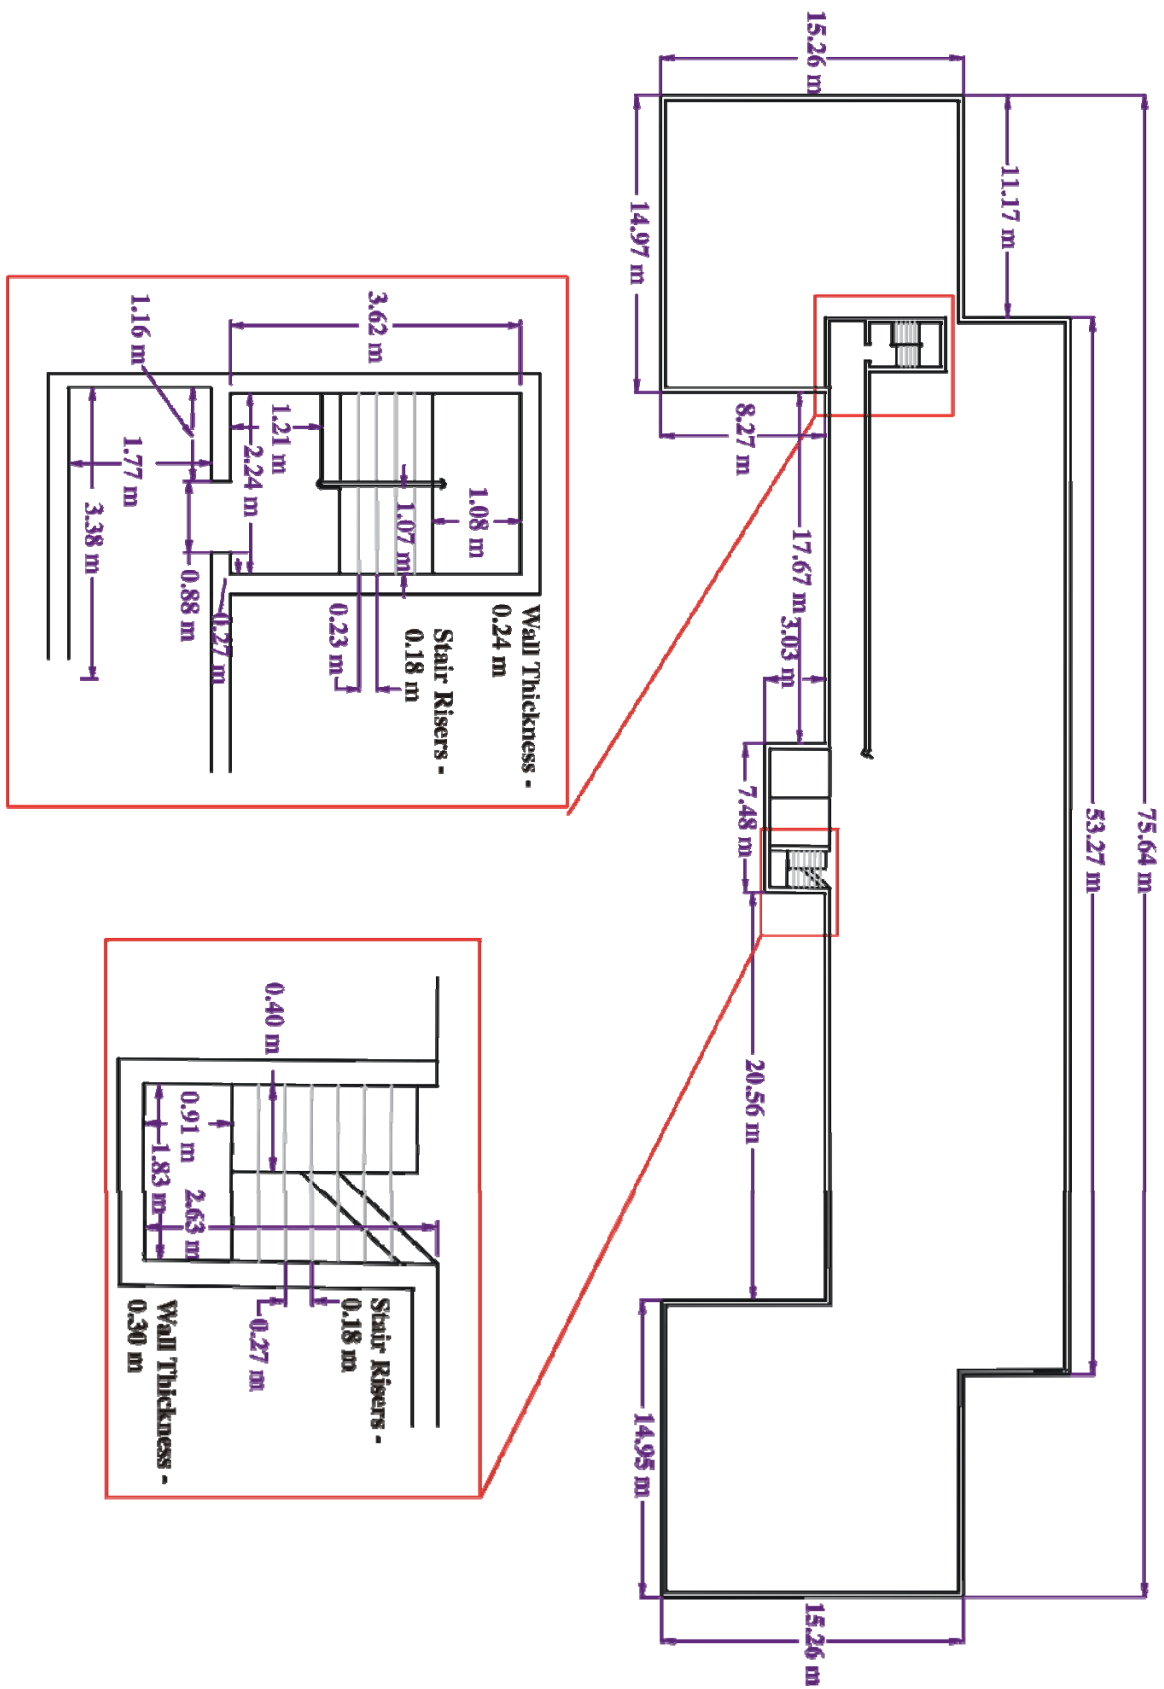 75.64 m
53.27 m
11.17 m
15.26 m
14.97 m
8.27 m
17.67 m
3.03 m
7.48 m
20.56 m
14.95 m
15.26 m
Wall Thickness -
0.24 m
Stair Risers -
0.18 m
3.62 m
1.16 m
1.21 m
2.24 m
1.08 m
1.07 m
1.77 m
3.38 m
0.88 m
0.27 m
0.23 m
Stair Risers -
0.18 m
Wall Thickness -
0.30 m
0.40 m
0.91 m
1.83 m
2.63 m
0.27 m